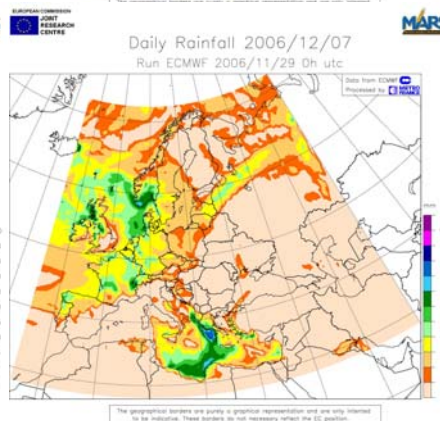 EUROPEAN COMMISSION
JOINT
RESEARCH
CENTRE
MARS
Daily Rainfall 2006/12/07
Run ECMWF 2006/11/29 0h utc
Data from ECMWF
Processed by METEO FRANCE
mm
The geographical borders are purely a graphical representation and are only intended
to be indicative. These borders do not necessary reflect the EC position.